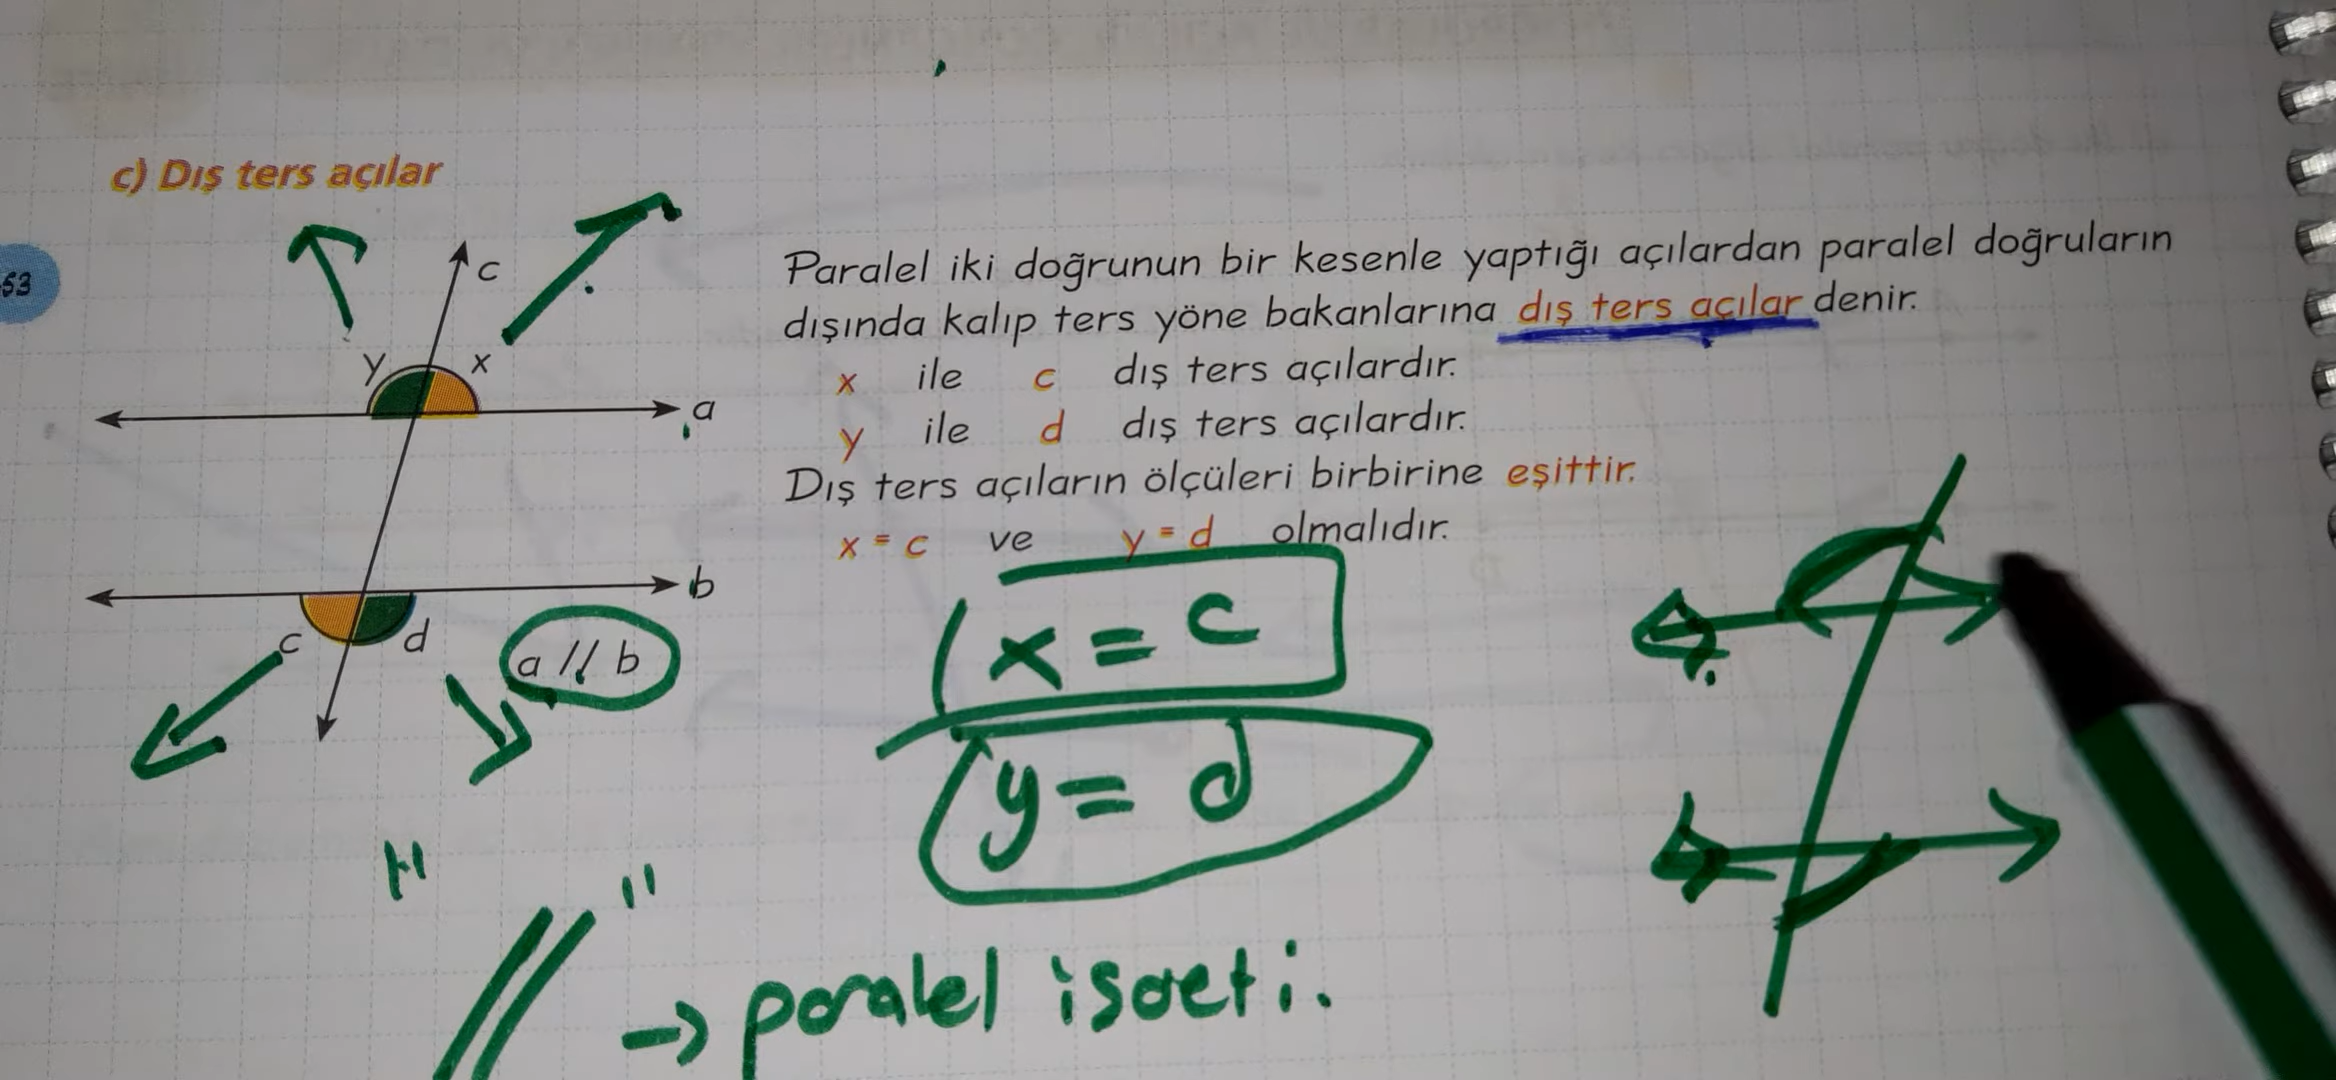 c) Dış ters açılar
53
c
y x
a
b
c d
a // b
Paralel iki doğrunun bir kesenle yaptığı açılardan paralel doğruların
dışında kalıp ters yöne bakanlarına dış ters açılar denir.
x ile c dış ters açılardır.
y ile d dış ters açılardır.
Dış ters açıların ölçüleri birbirine eşittir.
x = c ve y = d olmalıdır.
x = c
y = d
" // " → paralel isaeti.